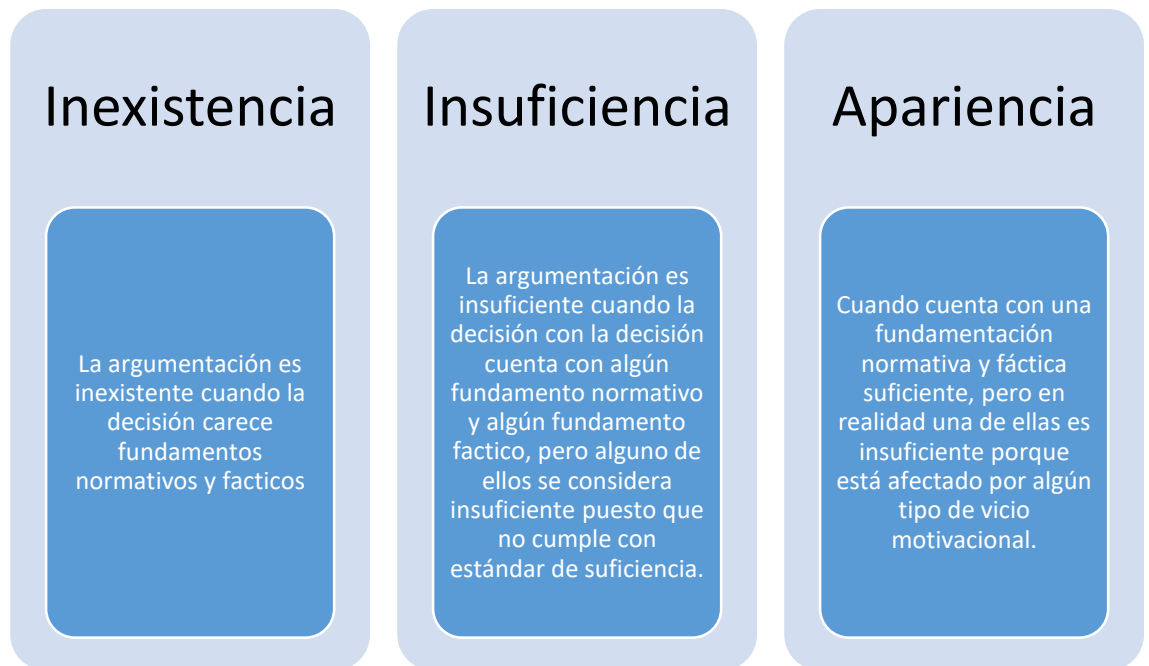 Inexistencia
La argumentación es
inexistente cuando la
decisión carece
fundamentos
normativos y facticos
Insuficiencia
La argumentación es
insuficiente cuando la
decisión con la decisión
cuenta con algún
fundamento normativo
y algún fundamento
factico, pero alguno de
ellos se considera
insuficiente puesto que
no cumple con
estándar de suficiencia.
Apariencia
Cuando cuenta con una
fundamentación
normativa y fáctica
suficiente, pero en
realidad una de ellas es
insuficiente porque
está afectado por algún
tipo de vicio
motivacional.